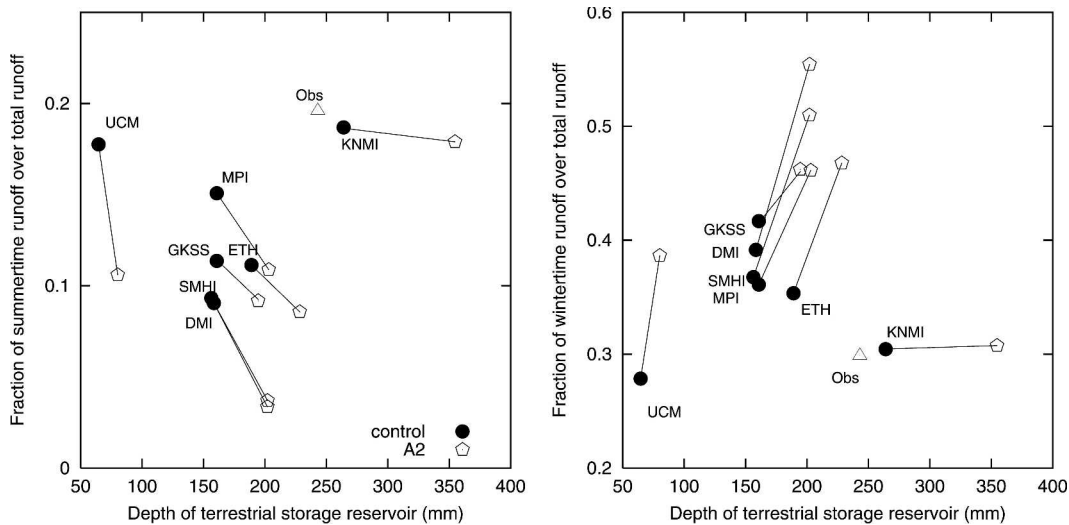 Fraction of summertime runoff over total runoff
0.2
0.1
0
UCM
Obs
KNMI
MPI
GKSS
ETH
SMHI
DMI
control
A2
50 100 150 200 250 300 350 400
Depth of terrestrial storage reservoir (mm)
Fraction of wintertime runoff over total runoff
0.6
0.5
0.4
0.3
0.2
GKSS
DMI
SMHI
MPI
ETH
KNMI
Obs
UCM
50 100 150 200 250 300 350 400
Depth of terrestrial storage reservoir (mm)